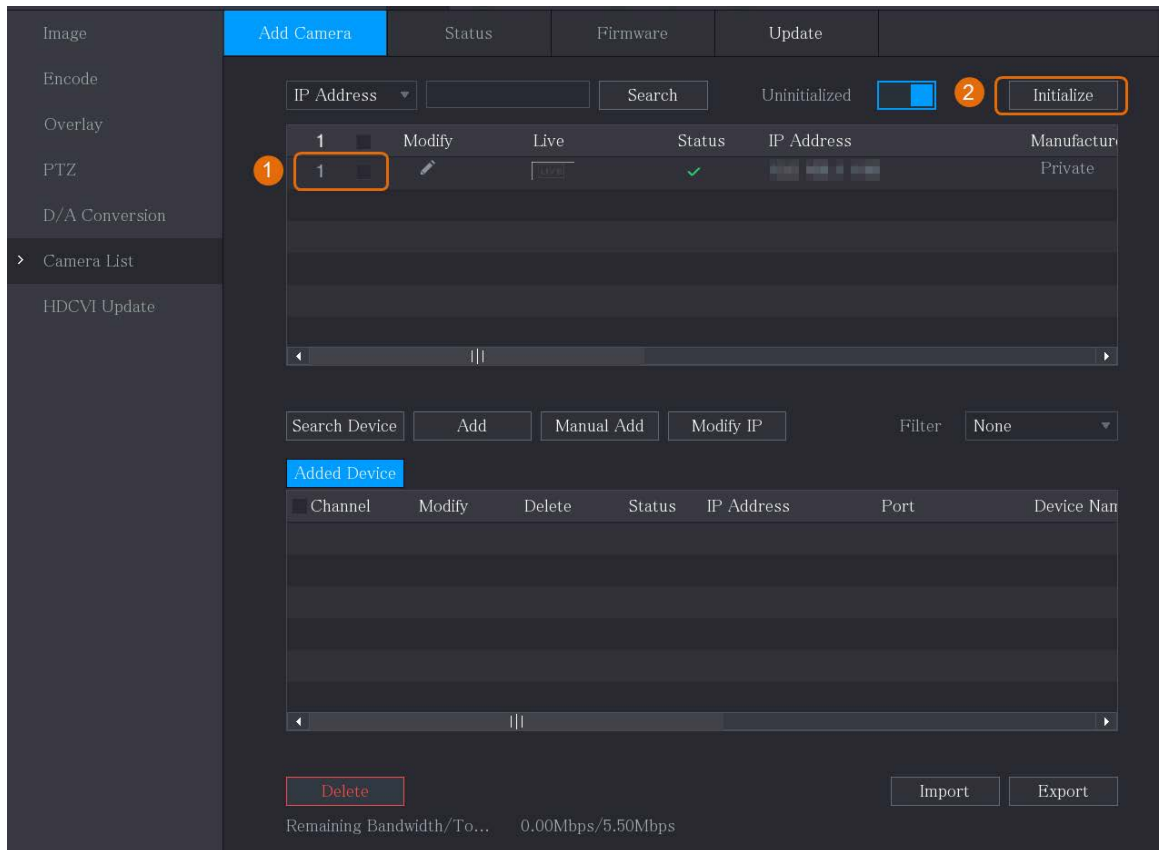 Image
Encode
Overlay
PTZ
D/A Conversion
Camera List
HDCVI Update
Add Camera Status Firmware Update
IP Address Search Uninitialized 2 Initialize
1 Modify Live Status IP Address Manufacture
1 1 Private
Search Device Add Manual Add Modify IP Filter None
Added Device
Channel Modify Delete Status IP Address Port Device Nam
Delete Import Export
Remaining Bandwidth/To... 0.00Mbps/5.50Mbps